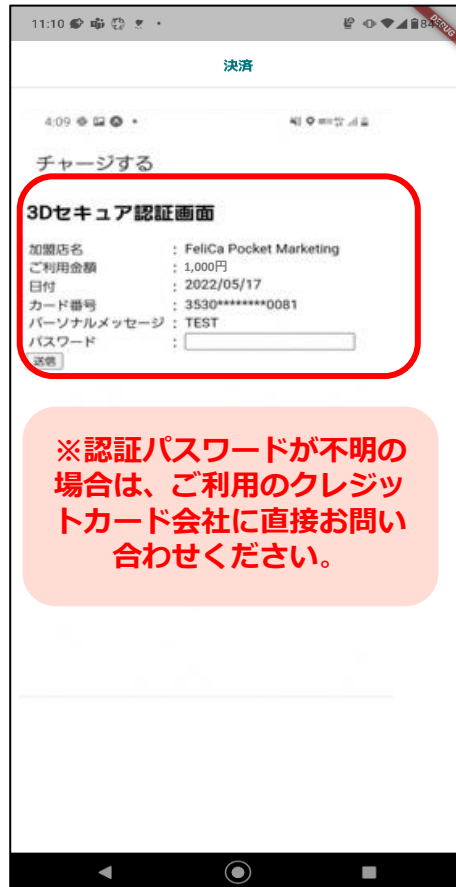 11:10
84
DEBUG
決済
4:09
チャージする
3Dセキュア認証画面
加盟店名 : FeliCa Pocket Marketing
ご利用金額 : 1,000円
日付 : 2022/05/17
カード番号 : 3530********0081
パーソナルメッセージ : TEST
パスワード :
送信
※認証パスワードが不明の
場合は、ご利用のクレジッ
トカード会社に直接お問い
合わせください。